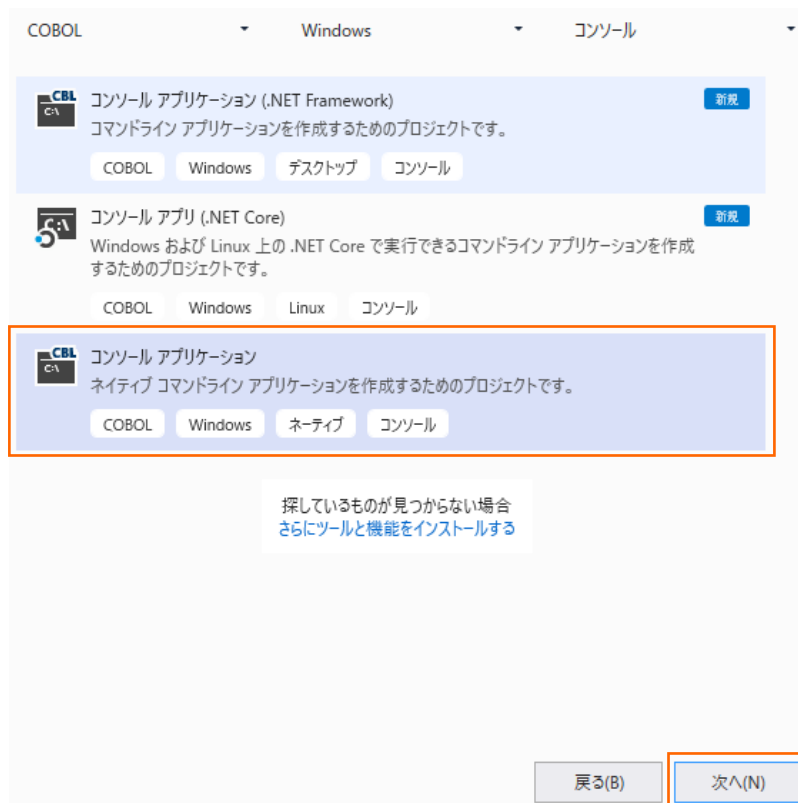 COBOL Windows コンソール
CBL
C:\
コンソール アプリケーション (.NET Framework) 新規
コマンドライン アプリケーションを作成するためのプロジェクトです。
COBOL Windows デスクトップ コンソール
C:\
コンソール アプリ (.NET Core) 新規
Windows および Linux 上の .NET Core で実行できるコマンドライン アプリケーションを作成
するためのプロジェクトです。
COBOL Windows Linux コンソール
CBL
C:\
コンソール アプリケーション
ネイティブ コマンドライン アプリケーションを作成するためのプロジェクトです。
COBOL Windows ネーティブ コンソール
探しているものが見つからない場合
さらにツールと機能をインストールする
戻る(B) 次へ(N)